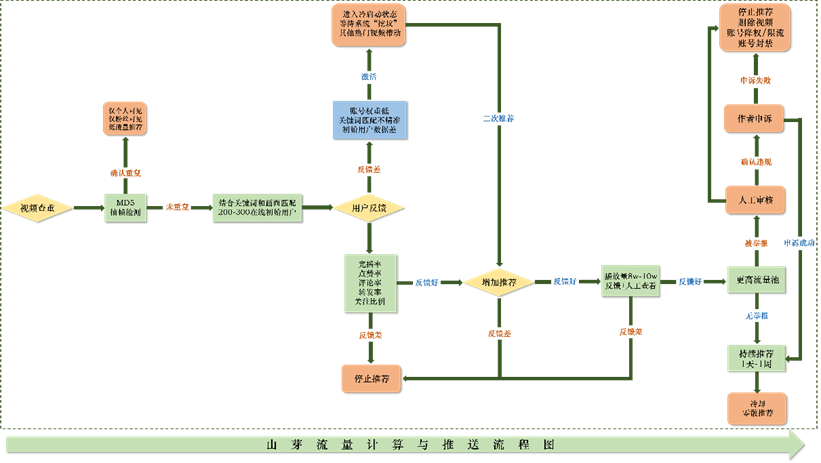 停止推荐
删除视频
账号降权/限流
账号封禁
进入冷启动状态
等待系统“挖坟”
其他热门视频带动
申诉失败
激活
仅个人可见
仅粉丝可见
低流量推荐
账号权重低
关键词匹配不精准
初始用户数据差
二次推荐
作者申诉
确认重复
反馈差
确认违规
视频查重
MD5
抽帧检测
未重复
结合关键词和画面匹配
200-300在线初始用户
用户反馈
人工审核
被举报
申诉成功
完播率
点赞率
评论率
转发率
关注比例
反馈好
增加推荐
反馈好
播放量8w-10w
反馈+人工查看
反馈好
更高流量池
无举报
反馈差
反馈差
反馈差
停止推荐
持续推荐
1天-1周
冷却
零散推荐
山芽流量计算与推送流程图